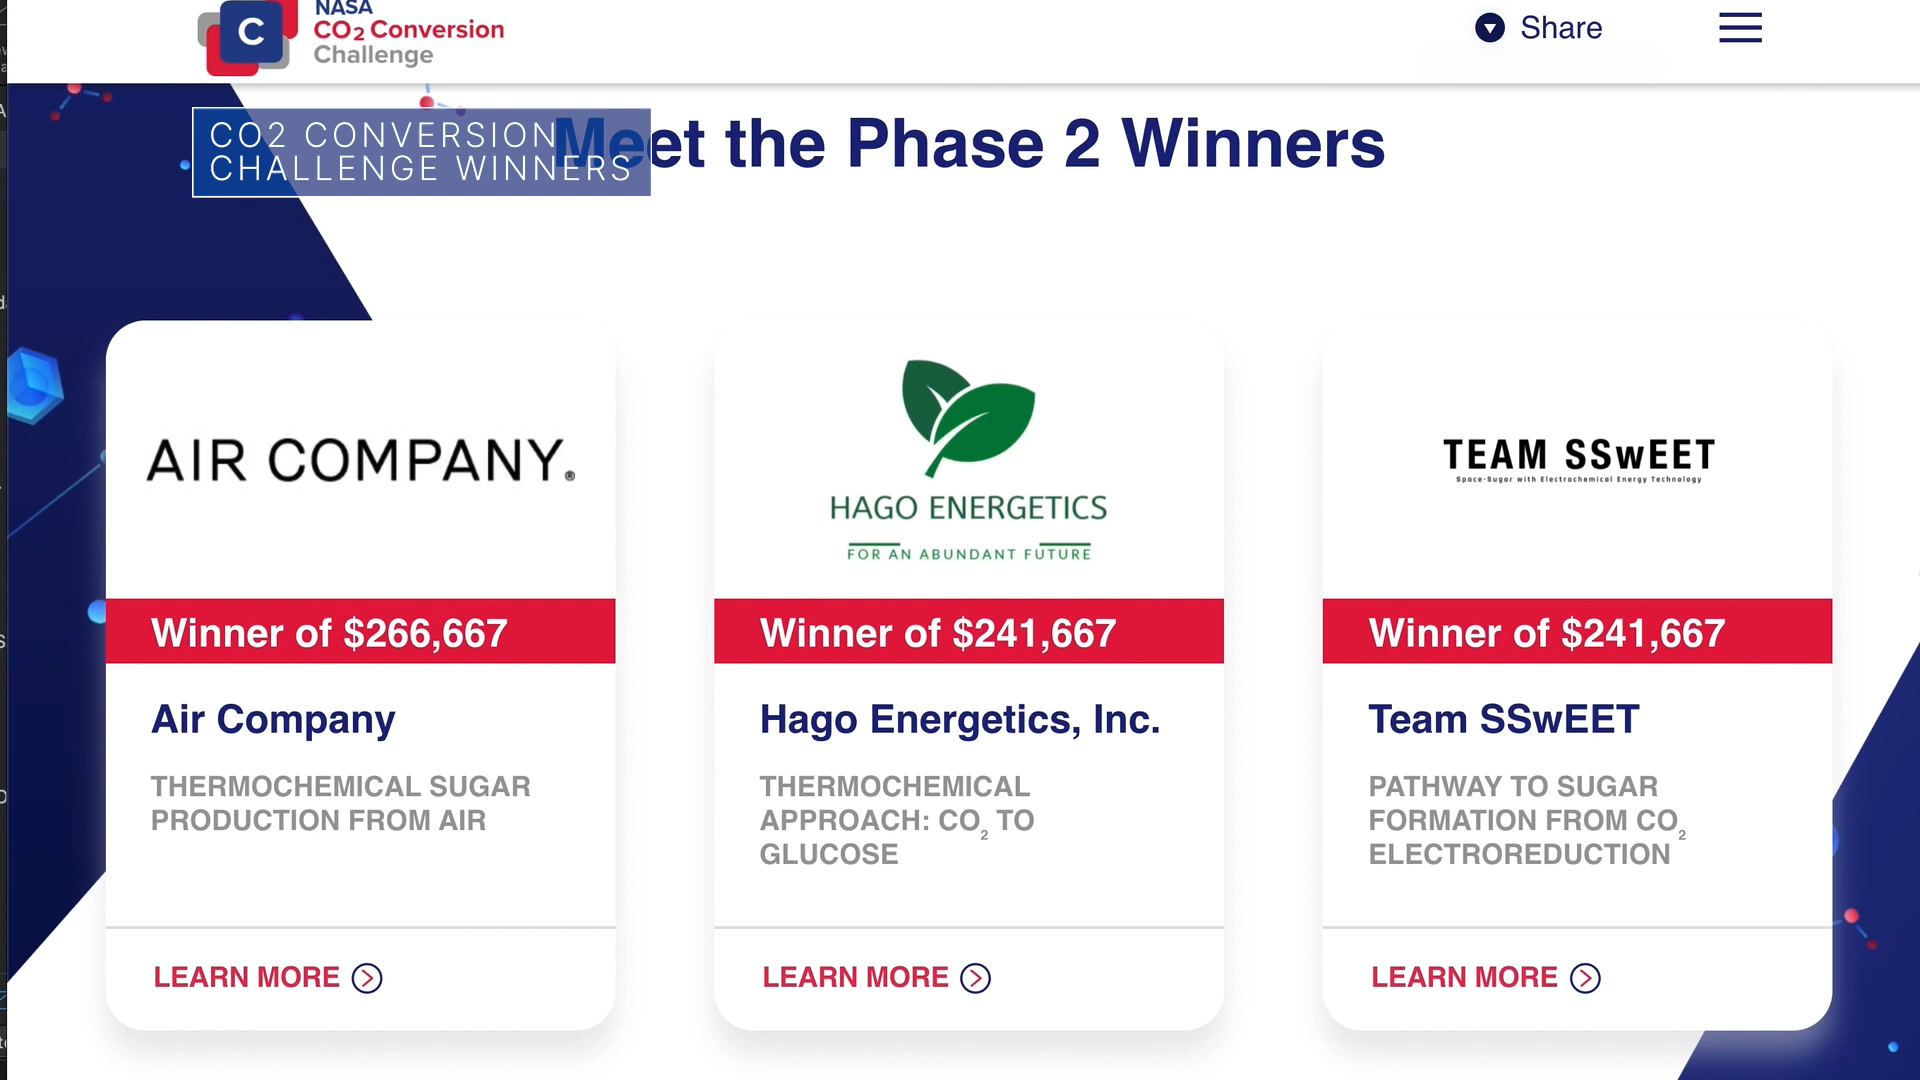 NASA
CO2 Conversion
Challenge
C
Share
CO2 CONVERSION
CHALLENGE WINNERS
Meet the Phase 2 Winners
AIR COMPANY.®
Winner of $266,667
Air Company
THERMOCHEMICAL SUGAR
PRODUCTION FROM AIR
LEARN MORE
HAGO ENERGETICS
FOR AN ABUNDANT FUTURE
Winner of $241,667
Hago Energetics, Inc.
THERMOCHEMICAL
APPROACH: CO2 TO
GLUCOSE
LEARN MORE
TEAM SSwEET
Space-Sugar with Electrochemical Energy Technology
Winner of $241,667
Team SSwEET
PATHWAY TO SUGAR
FORMATION FROM CO2
ELECTROREDUCTION
LEARN MORE